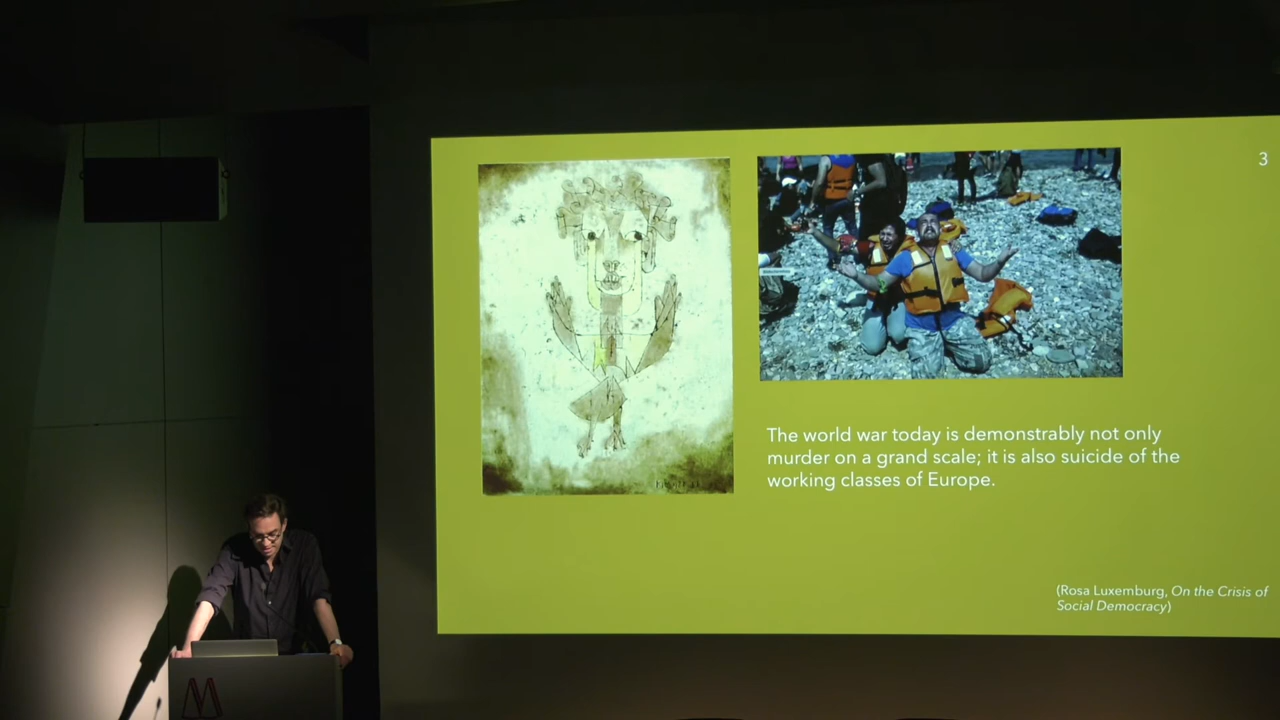 3
The world war today is demonstrably not only
murder on a grand scale; it is also suicide of the
working classes of Europe.
(Rosa Luxemburg, On the Crisis of
Social Democracy)
M